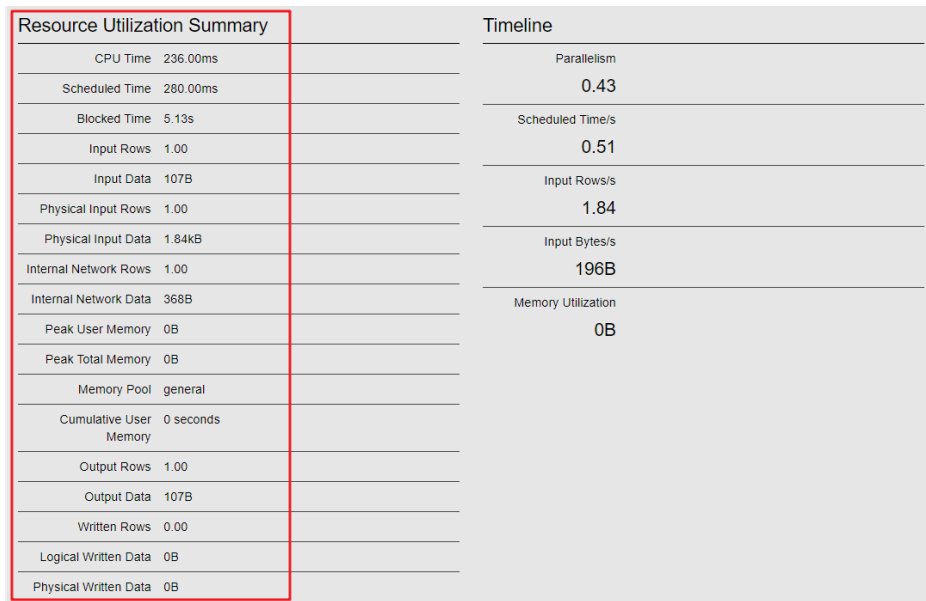 Resource Utilization Summary
CPU Time 236.00ms
Scheduled Time 280.00ms
Blocked Time 5.13s
Input Rows 1.00
Input Data 107B
Physical Input Rows 1.00
Physical Input Data 1.84kB
Internal Network Rows 1.00
Internal Network Data 368B
Peak User Memory 0B
Peak Total Memory 0B
Memory Pool general
Cumulative User 0 seconds
Memory
Output Rows 1.00
Output Data 107B
Written Rows 0.00
Logical Written Data 0B
Physical Written Data 0B
Timeline
Parallelism
0.43
Scheduled Time/s
0.51
Input Rows/s
1.84
Input Bytes/s
196B
Memory Utilization
0B